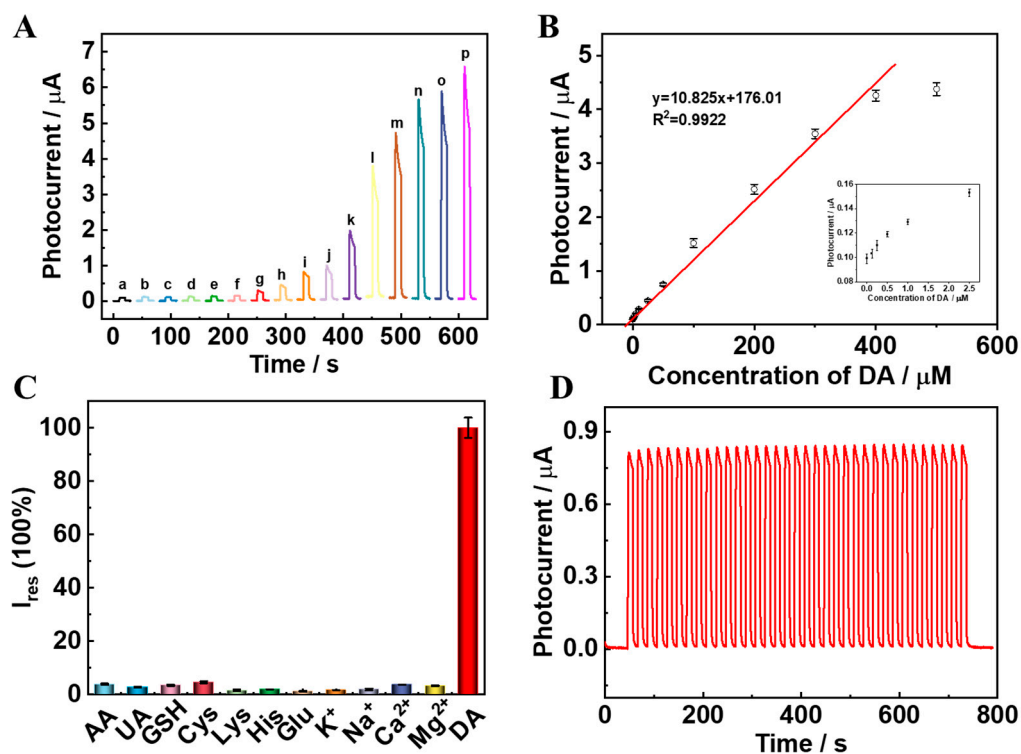 A
Photocurrent / μA
7
6
5
4
3
2
1
0
a b c d e f g h i j k l m n o p
0 100 200 300 400 500 600
Time / s
B
Photocurrent / μA
5
4
3
2
1
0
y=10.825x+176.01
R²=0.9922
Photocurrent / μA
0.16
0.14
0.12
0.10
0.08
0.0 0.5 1.0 1.5 2.0 2.5
Concentration of DA / μM
0 200 400 600
Concentration of DA / μM
C
I_res (100%)
100
80
60
40
20
0
AA UA GSH Cys Lys His Glu K⁺ Na⁺ Ca²⁺ Mg²⁺ DA
D
Photocurrent / μA
0.9
0.6
0.3
0.0
0 200 400 600 800
Time / s